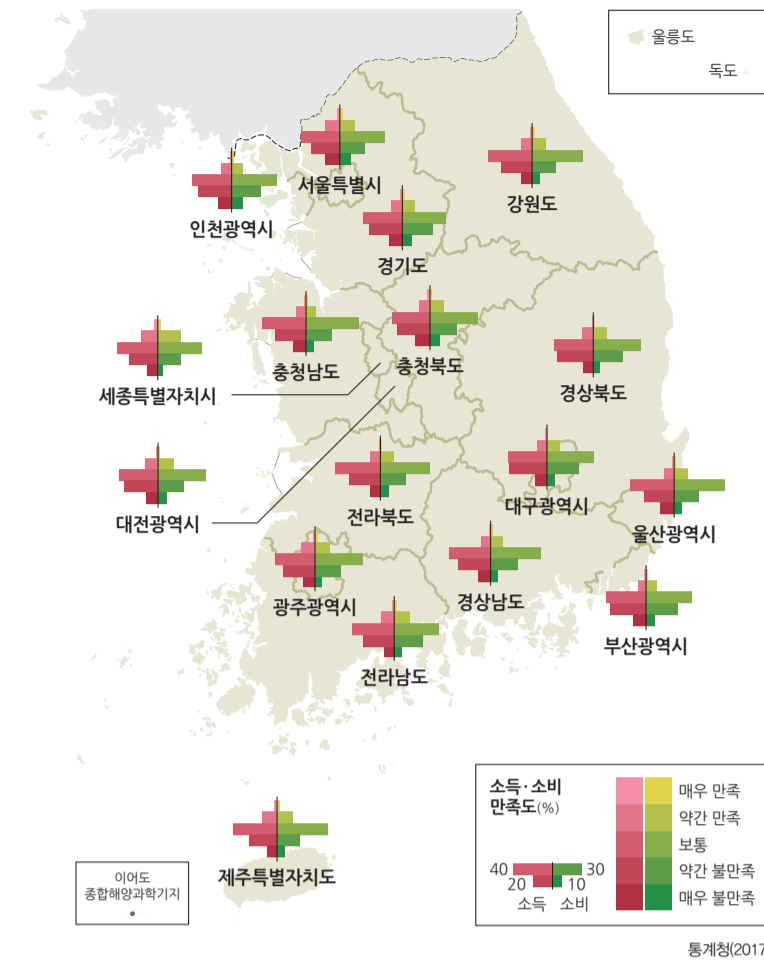 울릉도
독도
서울특별시
인천광역시
강원도
경기도
충청남도
충청북도
세종특별자치시
경상북도
대전광역시
전라북도
대구광역시
울산광역시
광주광역시
경상남도
부산광역시
전라남도
제주특별자치도
이어도
종합해양과학기지
소득·소비
만족도(%)
40 30
20 10
소득 소비
매우 만족
약간 만족
보통
약간 불만족
매우 불만족
통계청(2017